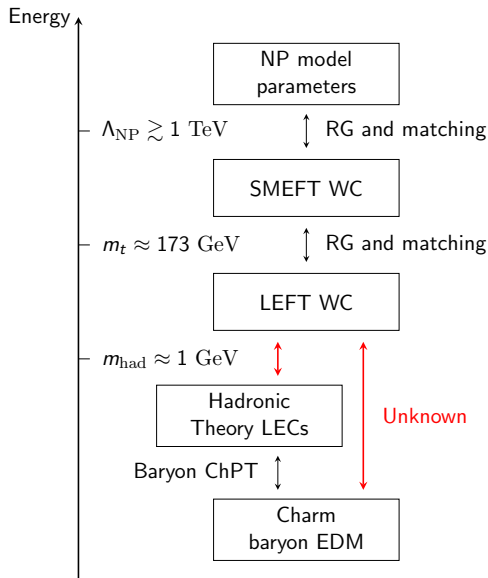 Energy
NP model
parameters
Λ_NP ≳ 1 TeV
RG and matching
SMEFT WC
m_t ≈ 173 GeV
RG and matching
LEFT WC
m_had ≈ 1 GeV
Hadronic
Theory LECs
Unknown
Baryon ChPT
Charm
baryon EDM